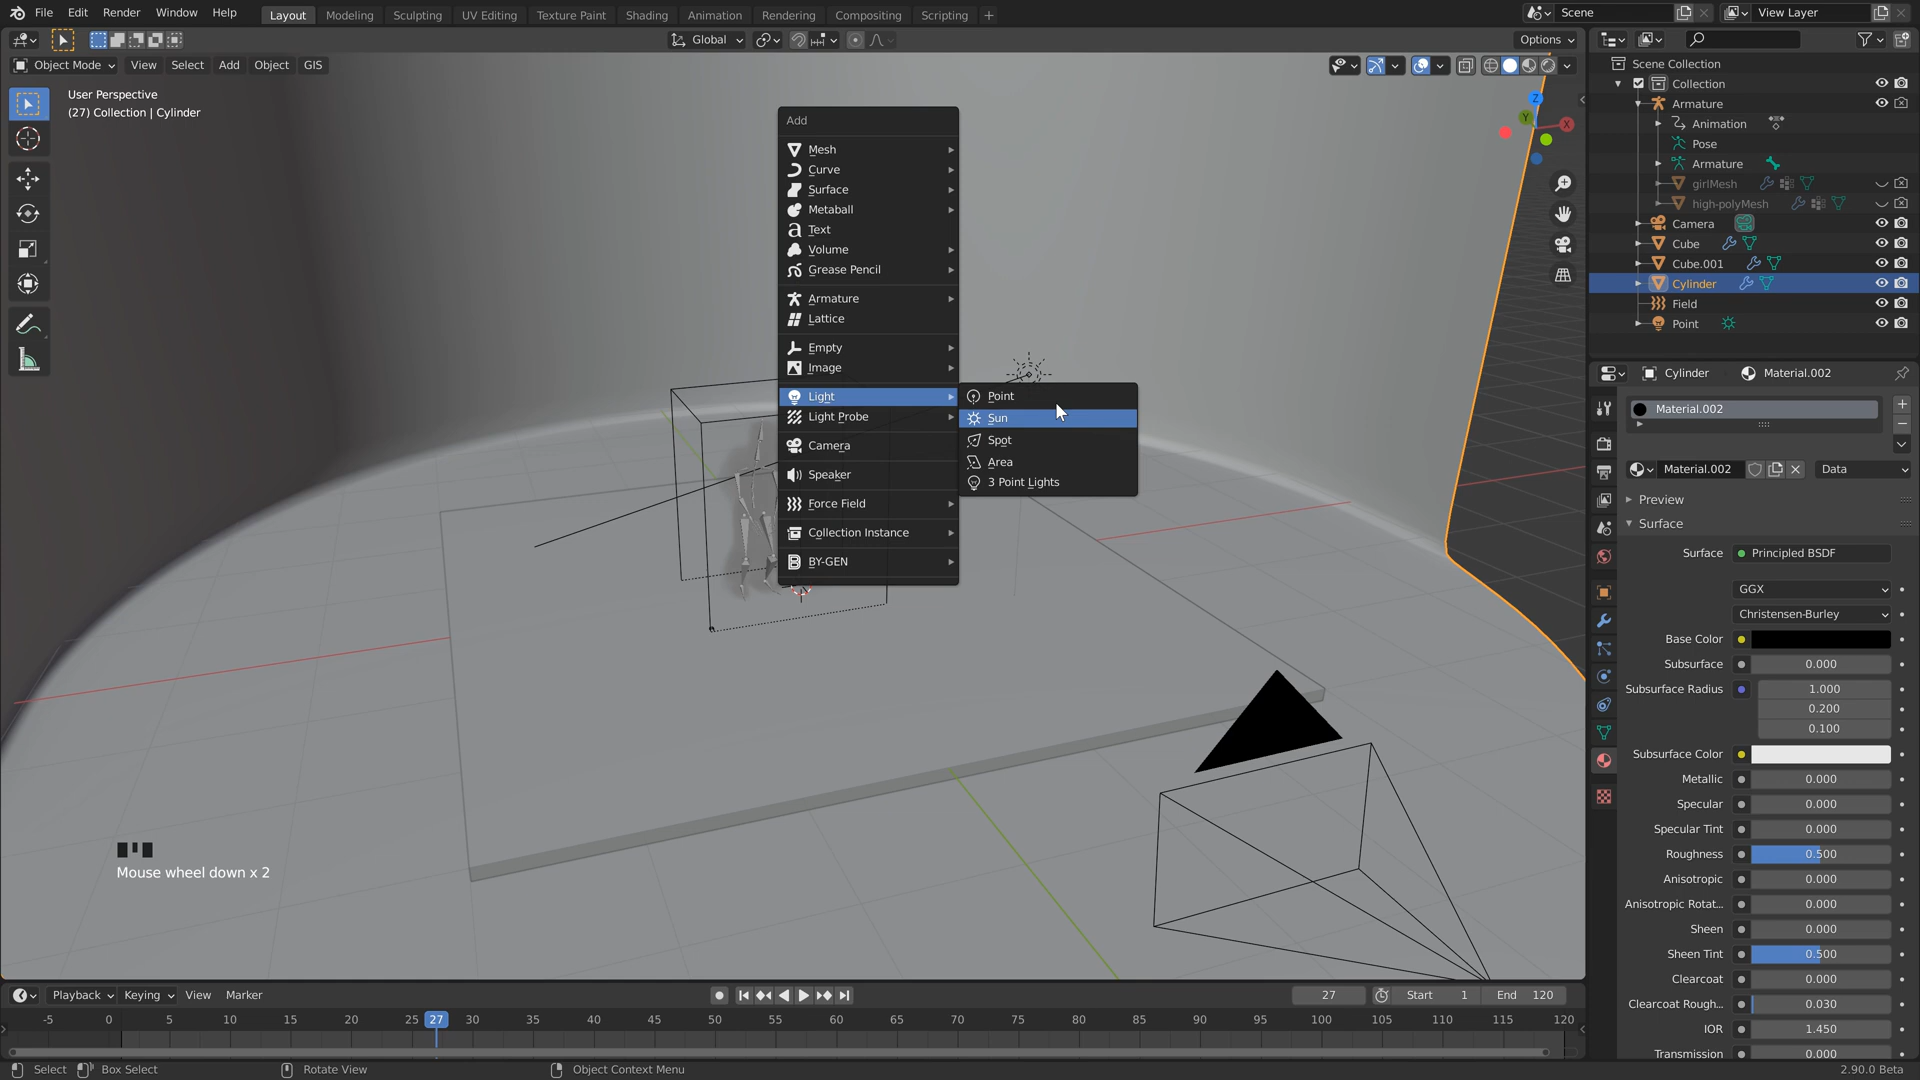 File Edit Render Window Help Layout Modeling Sculpting UV Editing Texture Paint Shading Animation Rendering Compositing Scripting + Scene View Layer
Global Options
Object Mode View Select Add Object GIS
User Perspective
(27) Collection | Cylinder
Z
Y
X
Add
Mesh
Curve
Surface
Metaball
Text
Volume
Grease Pencil
Armature
Lattice
Empty
Image
Light
Light Probe
Camera
Speaker
Force Field
Collection Instance
BY-GEN
Point
Sun
Spot
Area
3 Point Lights
Mouse wheel down x 2
Scene Collection
Collection
Armature
Animation
Pose
Armature
girlMesh
high-polyMesh
Camera
Cube
Cube.001
Cylinder
Field
Point
Cylinder Material.002
Material.002
Material.002 Data
Preview
Surface
Surface Principled BSDF
GGX
Christensen-Burley
Base Color
Subsurface 0.000
Subsurface Radius 1.000
0.200
0.100
Subsurface Color
Metallic 0.000
Specular 0.000
Specular Tint 0.000
Roughness 0.500
Anisotropic 0.000
Anisotropic Rotat... 0.000
Sheen 0.000
Sheen Tint 0.500
Clearcoat 0.000
Clearcoat Rough... 0.030
IOR 1.450
Transmission 0.000
Playback Keying View Marker 27 Start 1 End 120
-5 0 5 10 15 20 25 27 30 35 40 45 50 55 60 65 70 75 80 85 90 95 100 105 110 115 120
Select Box Select Rotate View Object Context Menu 2.90.0 Beta